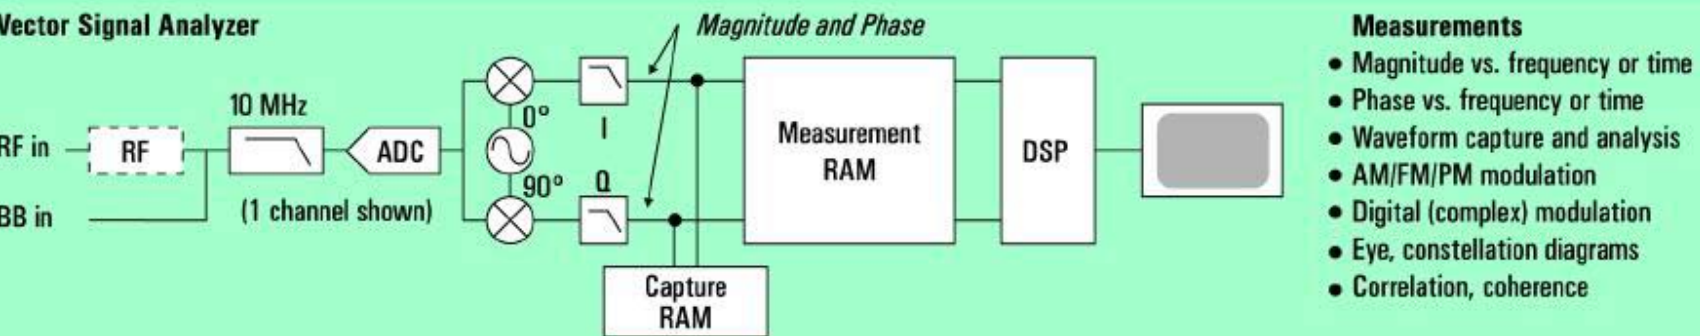 Vector Signal Analyzer
Magnitude and Phase
RF in
RF
10 MHz
ADC
(1 channel shown)
BB in
0°
90°
I
Q
Measurement
RAM
Capture
RAM
DSP
Measurements
• Magnitude vs. frequency or time
• Phase vs. frequency or time
• Waveform capture and analysis
• AM/FM/PM modulation
• Digital (complex) modulation
• Eye, constellation diagrams
• Correlation, coherence